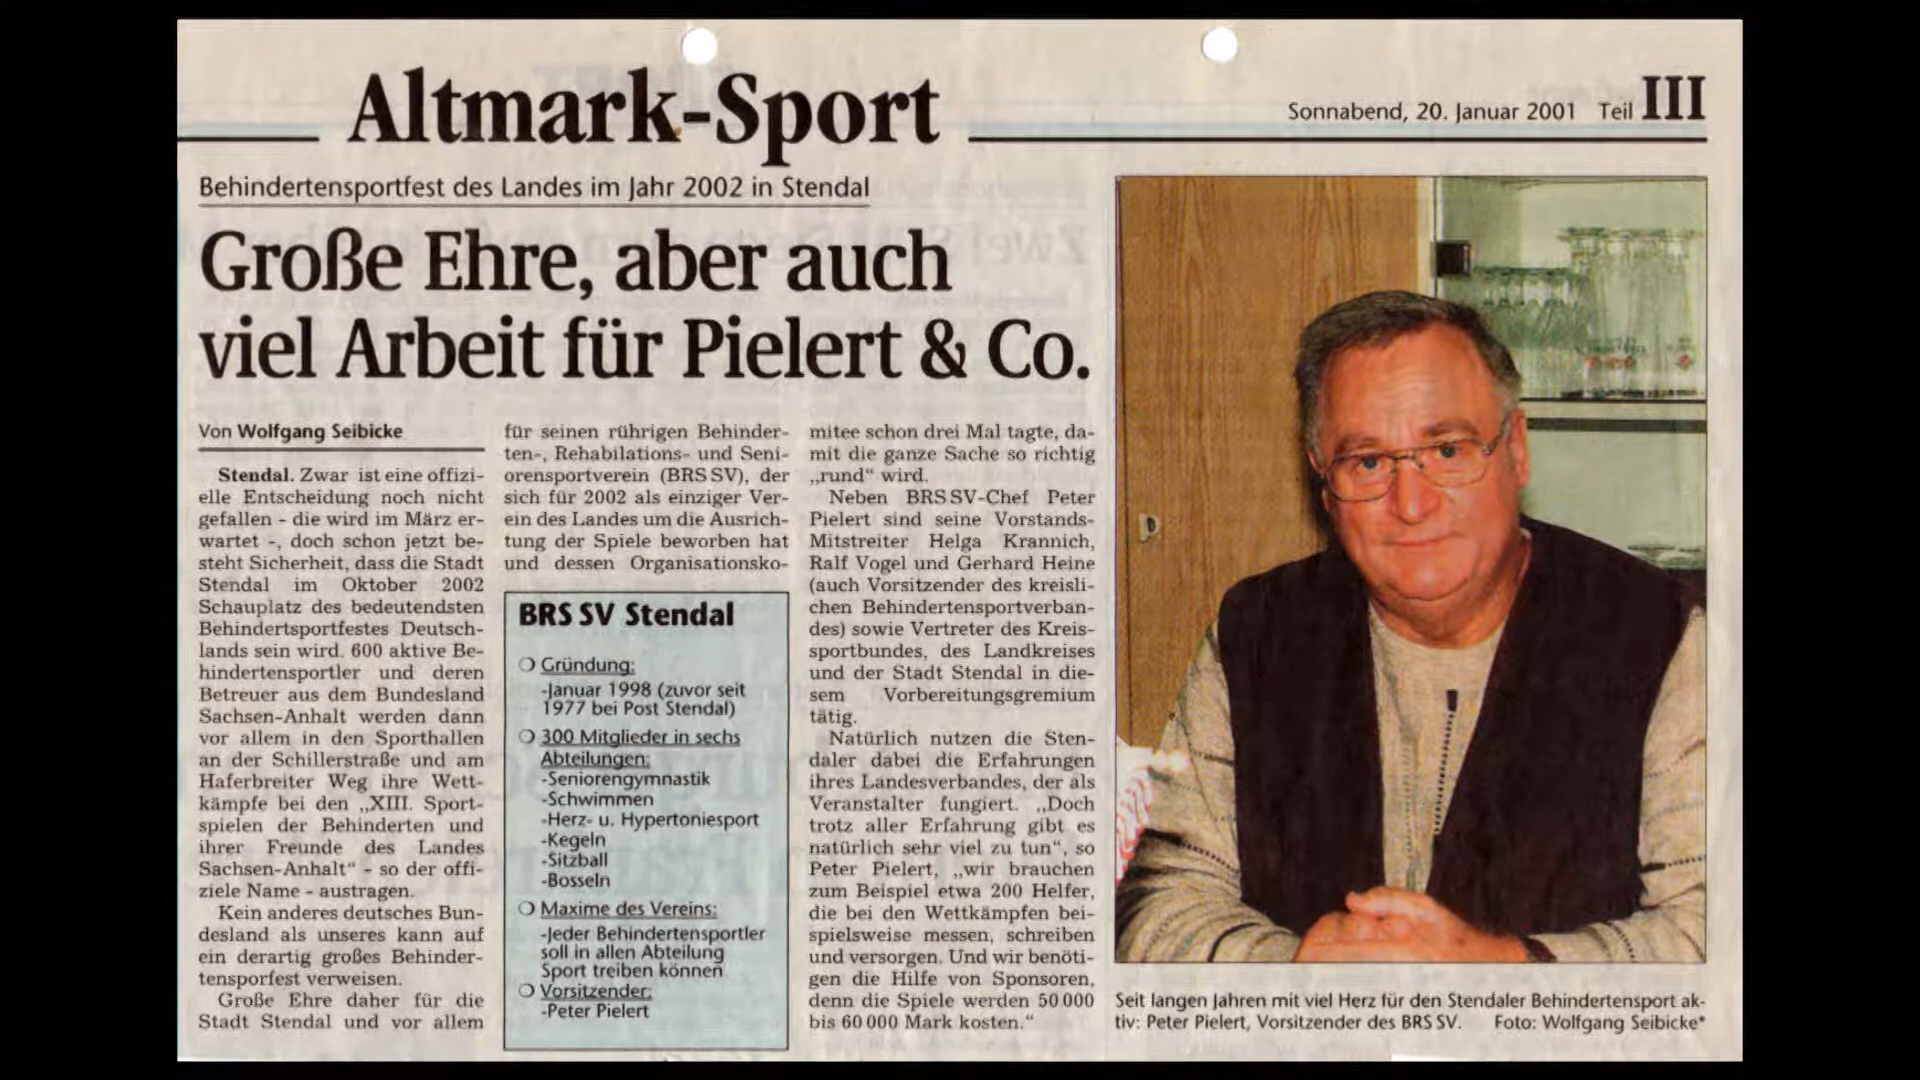 Altmark-Sport
Sonnabend, 20. Januar 2001 Teil III
Behindertensportfest des Landes im Jahr 2002 in Stendal
Große Ehre, aber auch
viel Arbeit für Pielert & Co.
Von Wolfgang Seibicke
Stendal. Zwar ist eine offizi-
elle Entscheidung noch nicht
gefallen - die wird im März er-
wartet -, doch schon jetzt be-
steht Sicherheit, dass die Stadt
Stendal im Oktober 2002
Schauplatz des bedeutendsten
Behindertsportfestes Deutsch-
lands sein wird. 600 aktive Be-
hindertensportler und deren
Betreuer aus dem Bundesland
Sachsen-Anhalt werden dann
vor allem in den Sporthallen
an der Schillerstraße und am
Haferbreiter Weg ihre Wett-
kämpfe bei den „XIII. Sport-
spielen der Behinderten und
ihrer Freunde des Landes
Sachsen-Anhalt“ - so der offi-
ziele Name - austragen.
Kein anderes deutsches Bun-
desland als unseres kann auf
ein derartig großes Behinder-
tensporfest verweisen.
Große Ehre daher für die
Stadt Stendal und vor allem
für seinen rührigen Behinder-
ten-, Rehabilations- und Seni-
orensportverein (BRS SV), der
sich für 2002 als einziger Ver-
ein des Landes um die Ausrich-
tung der Spiele beworben hat
und dessen Organisationsko-
BRS SV Stendal
Gründung:
-Januar 1998 (zuvor seit
1977 bei Post Stendal)
300 Mitglieder in sechs
Abteilungen:
-Seniorengymnastik
-Schwimmen
-Herz- u. Hypertoniesport
-Kegeln
-Sitzball
-Bosseln
Maxime des Vereins:
-Jeder Behindertensportler
soll in allen Abteilung
Sport treiben können
Vorsitzender:
-Peter Pielert
mitee schon drei Mal tagte, da-
mit die ganze Sache so richtig
„rund“ wird.
Neben BRS SV-Chef Peter
Pielert sind seine Vorstands-
Mitstreiter Helga Krannich,
Ralf Vogel und Gerhard Heine
(auch Vorsitzender des kreisli-
chen Behindertensportverban-
des) sowie Vertreter des Kreis-
sportbundes, des Landkreises
und der Stadt Stendal in die-
sem Vorbereitungsgremium
tätig.
Natürlich nutzen die Sten-
daler dabei die Erfahrungen
ihres Landesverbandes, der als
Veranstalter fungiert. „Doch
trotz aller Erfahrung gibt es
natürlich sehr viel zu tun“, so
Peter Pielert, „wir brauchen
zum Beispiel etwa 200 Helfer,
die bei den Wettkämpfen bei-
spielsweise messen, schreiben
und versorgen. Und wir benöti-
gen die Hilfe von Sponsoren,
denn die Spiele werden 50 000
bis 60 000 Mark kosten.“
Seit langen Jahren mit viel Herz für den Stendaler Behindertensport ak-
tiv: Peter Pielert, Vorsitzender des BRS SV. Foto: Wolfgang Seibicke*